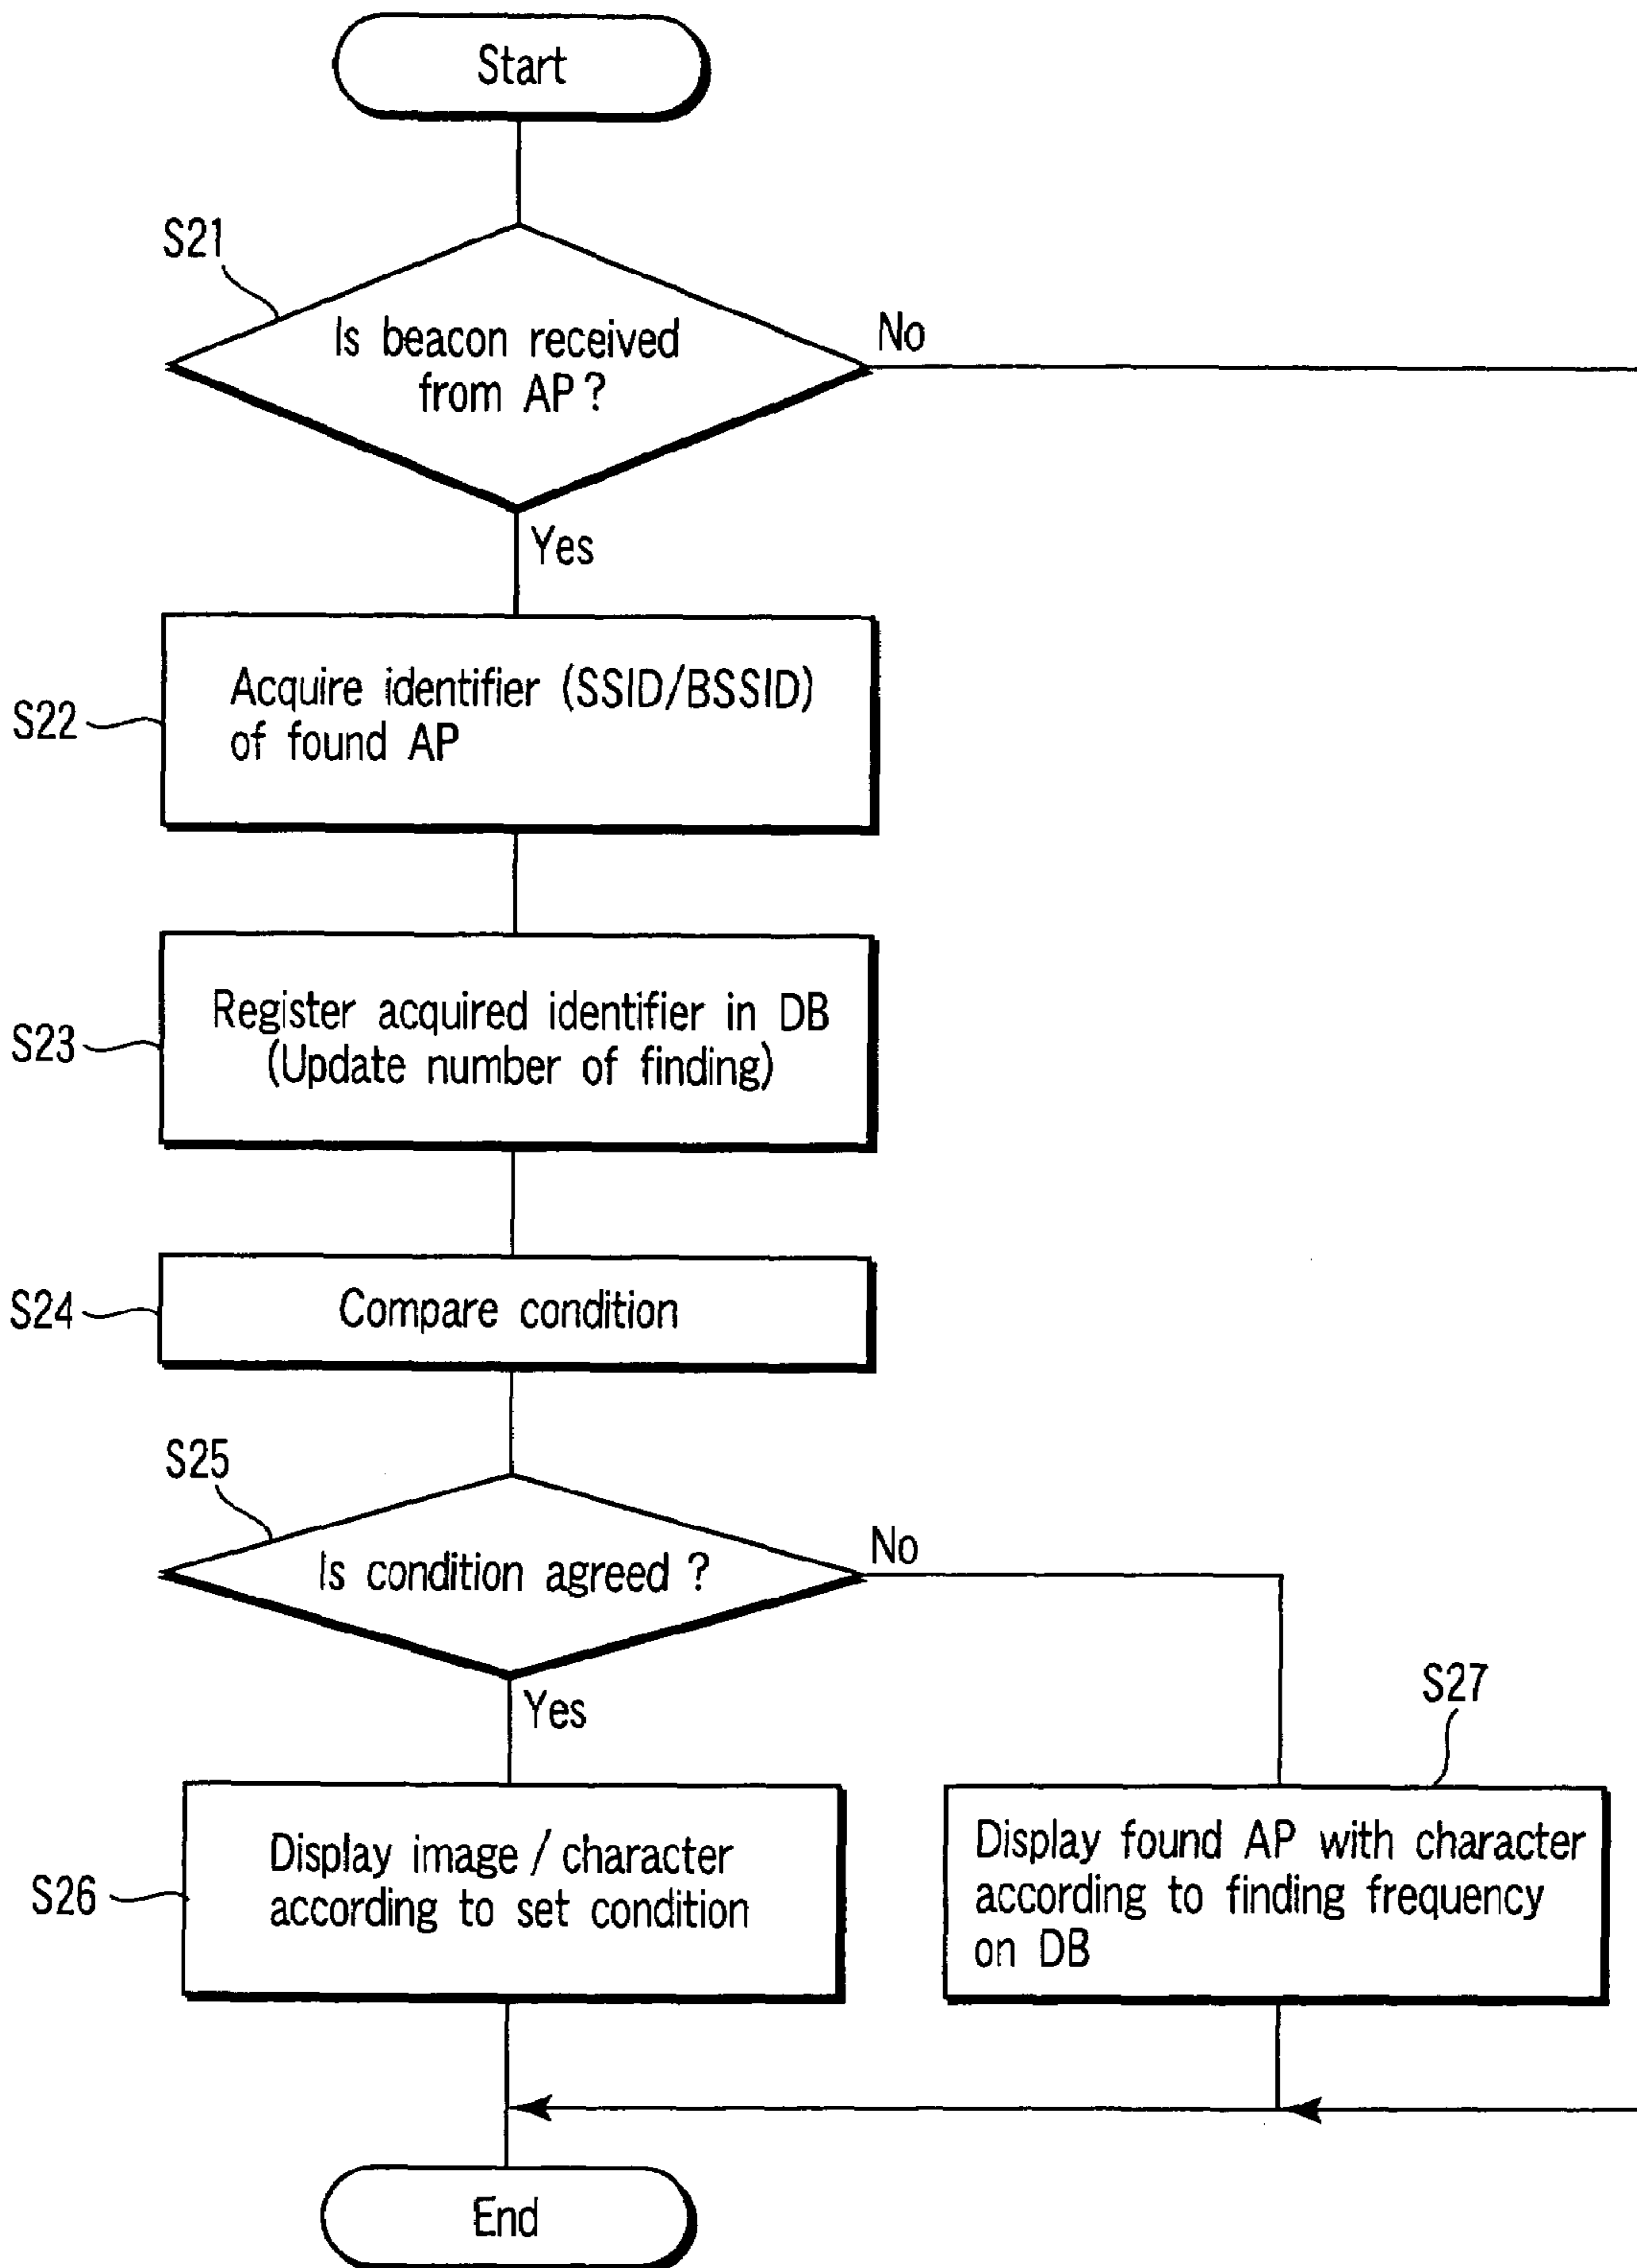 Start
S21
Is beacon received
from AP?
No
Yes
S22
Acquire identifier (SSID/BSSID)
of found AP
S23
Register acquired identifier in DB
(Update number of finding)
S24
Compare condition
S25
Is condition agreed ?
No
Yes
S27
S26
Display image / character
according to set condition
Display found AP with character
according to finding frequency
on DB
End